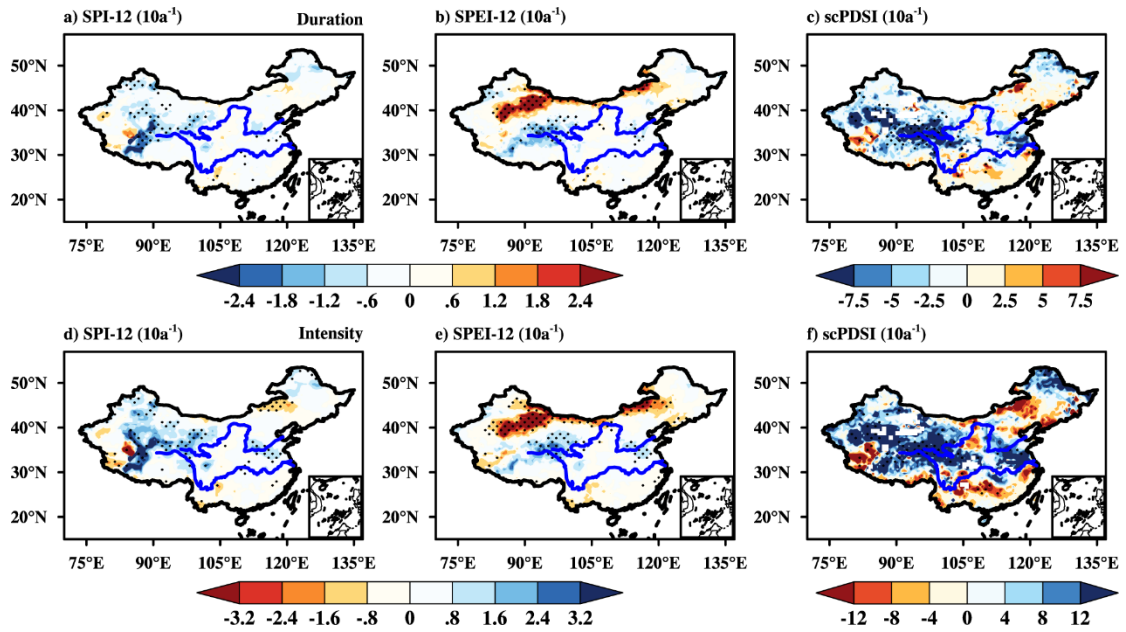 a) SPI-12 (10a⁻¹) Duration
b) SPEI-12 (10a⁻¹)
c) scPDSI (10a⁻¹)
50°N 40°N 30°N 20°N
75°E 90°E 105°E 120°E 135°E
50°N 40°N 30°N 20°N
75°E 90°E 105°E 120°E 135°E
50°N 40°N 30°N 20°N
75°E 90°E 105°E 120°E 135°E
-2.4 -1.8 -1.2 -.6 0 .6 1.2 1.8 2.4
-7.5 -5 -2.5 0 2.5 5 7.5
d) SPI-12 (10a⁻¹) Intensity
e) SPEI-12 (10a⁻¹)
f) scPDSI (10a⁻¹)
50°N 40°N 30°N 20°N
75°E 90°E 105°E 120°E 135°E
50°N 40°N 30°N 20°N
75°E 90°E 105°E 120°E 135°E
50°N 40°N 30°N 20°N
75°E 90°E 105°E 120°E 135°E
-3.2 -2.4 -1.6 -.8 0 .8 1.6 2.4 3.2
-12 -8 -4 0 4 8 12